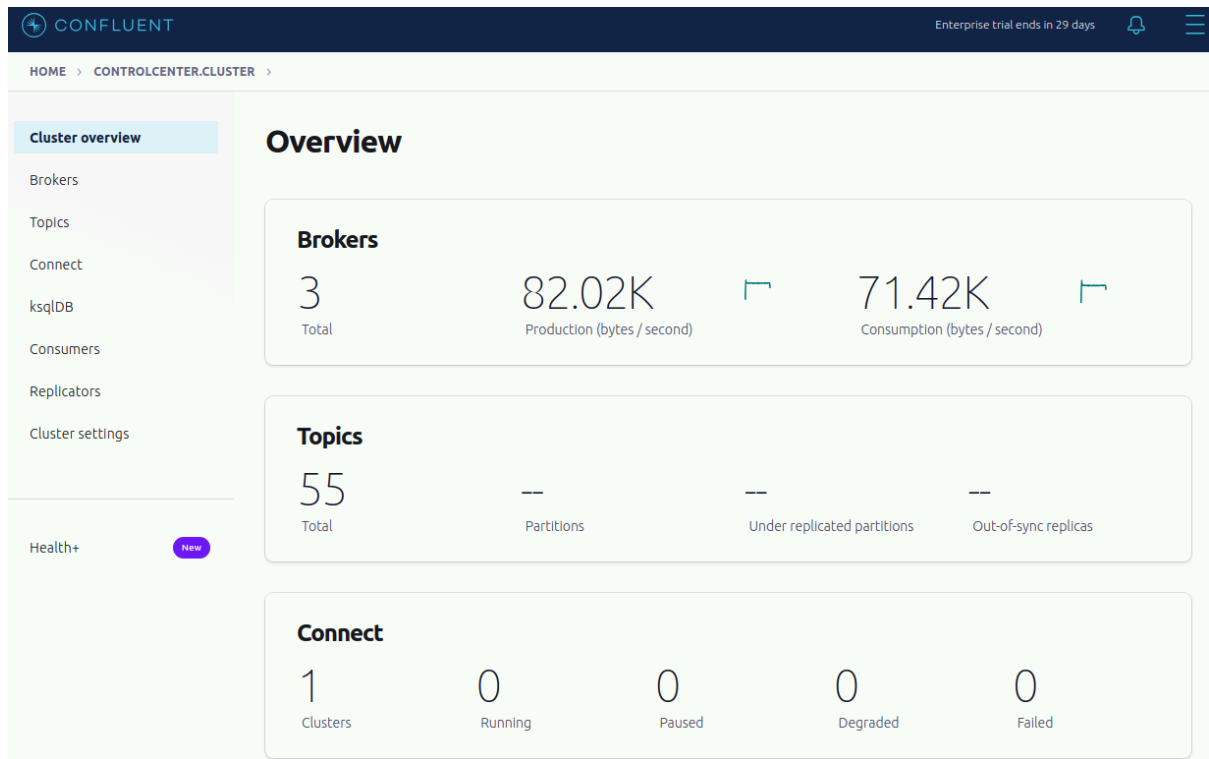 CONFLUENT
Enterprise trial ends in 29 days
HOME > CONTROLCENTER.CLUSTER >
Cluster overview
Brokers
Topics
Connect
ksqlDB
Consumers
Replicators
Cluster settings
Health+ New
Overview
Brokers
3 82.02K 71.42K
Total Production (bytes / second) Consumption (bytes / second)
Topics
55 -- -- --
Total Partitions Under replicated partitions Out-of-sync replicas
Connect
1 0 0 0 0
Clusters Running Paused Degraded Failed